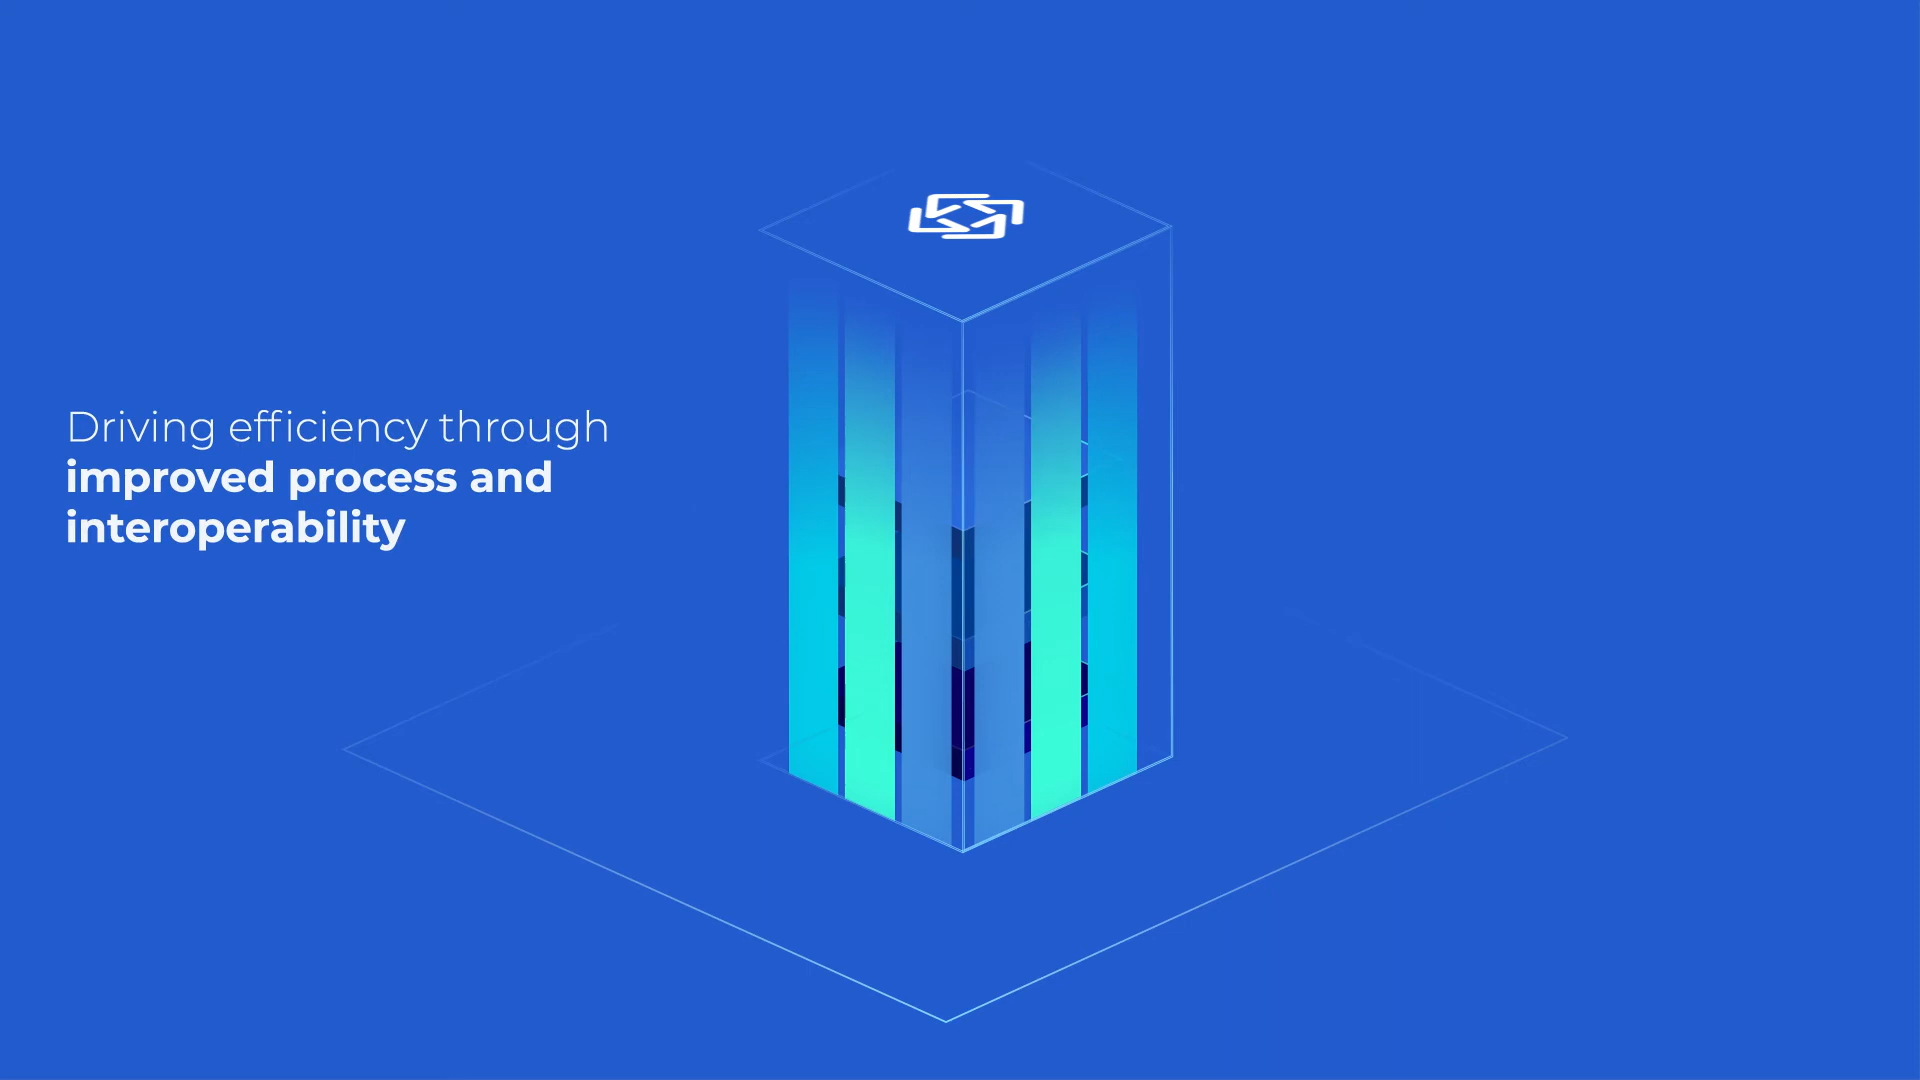 Driving efficiency through
improved process and
interoperability